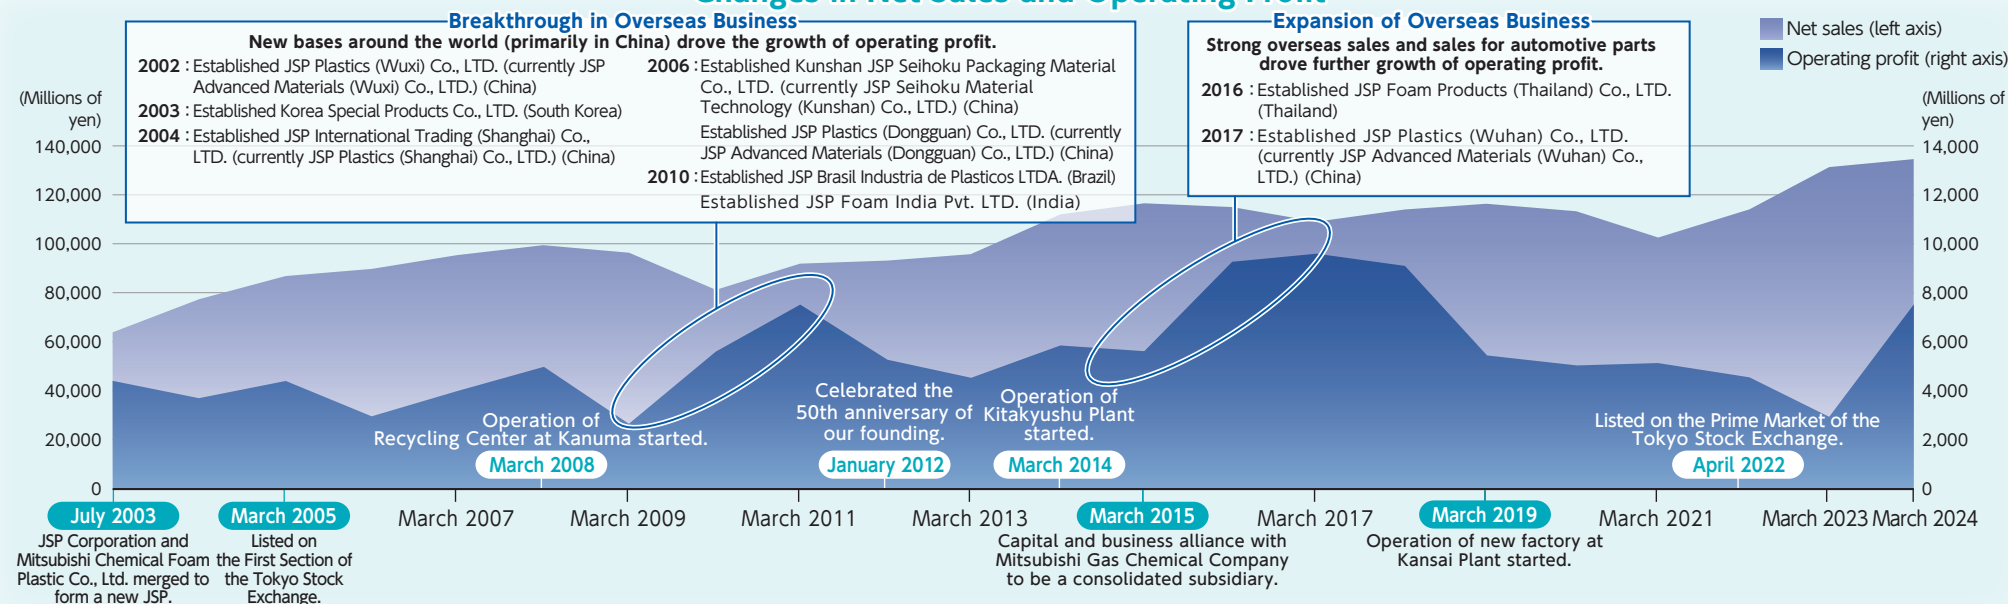 Changes in Net Sales and Operating Profit
Breakthrough in Overseas Business
New bases around the world (primarily in China) drove the growth of operating profit.
2002 : Established JSP Plastics (Wuxi) Co., LTD. (currently JSP
Advanced Materials (Wuxi) Co., LTD.) (China)
2003 : Established Korea Special Products Co., LTD. (South Korea)
2004 : Established JSP International Trading (Shanghai) Co.,
LTD. (currently JSP Plastics (Shanghai) Co., LTD.) (China)
2006 : Established Kunshan JSP Seihoku Packaging Material
Co., LTD. (currently JSP Seihoku Material
Technology (Kunshan) Co., LTD.) (China)
Established JSP Plastics (Dongguan) Co., LTD. (currently
JSP Advanced Materials (Dongguan) Co., LTD.) (China)
2010 : Established JSP Brasil Industria de Plasticos LTDA. (Brazil)
Established JSP Foam India Pvt. LTD. (India)
Expansion of Overseas Business
Strong overseas sales and sales for automotive parts
drove further growth of operating profit.
2016 : Established JSP Foam Products (Thailand) Co., LTD.
(Thailand)
2017 : Established JSP Plastics (Wuhan) Co., LTD.
(currently JSP Advanced Materials (Wuhan) Co.,
LTD.) (China)
Net sales (left axis)
Operating profit (right axis)
(Millions of
yen)
140,000
120,000
100,000
80,000
60,000
40,000
20,000
0
(Millions of
yen)
14,000
12,000
10,000
8,000
6,000
4,000
2,000
0
Operation of
Recycling Center at Kanuma started.
March 2008
Celebrated the
50th anniversary of
our founding.
January 2012
Operation of
Kitakyushu Plant
started.
March 2014
Listed on the Prime Market of the
Tokyo Stock Exchange.
April 2022
July 2003
March 2005
March 2007
March 2009
March 2011
March 2013
March 2015
March 2017
March 2019
March 2021
March 2023
March 2024
JSP Corporation and
Mitsubishi Chemical Foam
Plastic Co., Ltd. merged to
form a new JSP.
Listed on
the First Section of
the Tokyo Stock
Exchange.
Capital and business alliance with
Mitsubishi Gas Chemical Company
to be a consolidated subsidiary.
Operation of new factory at
Kansai Plant started.